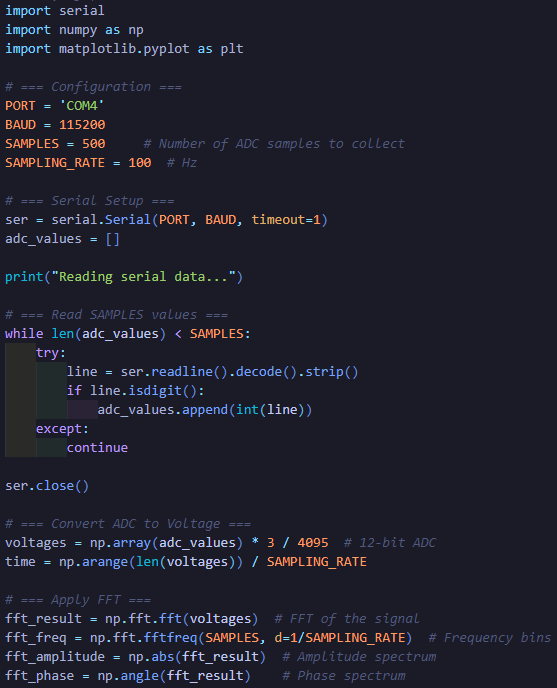 import serial
import numpy as np
import matplotlib.pyplot as plt
# === Configuration ===
PORT = 'COM4'
BAUD = 115200
SAMPLES = 500     # Number of ADC samples to collect
SAMPLING_RATE = 100  # Hz
# === Serial Setup ===
ser = serial.Serial(PORT, BAUD, timeout=1)
adc_values = []
print("Reading serial data...")
# === Read SAMPLES values ===
while len(adc_values) < SAMPLES:
    try:
        line = ser.readline().decode().strip()
        if line.isdigit():
            adc_values.append(int(line))
    except:
        continue
ser.close()
# === Convert ADC to Voltage ===
voltages = np.array(adc_values) * 3 / 4095  # 12-bit ADC
time = np.arange(len(voltages)) / SAMPLING_RATE
# === Apply FFT ===
fft_result = np.fft.fft(voltages)  # FFT of the signal
fft_freq = np.fft.fftfreq(SAMPLES, d=1/SAMPLING_RATE)  # Frequency bins
fft_amplitude = np.abs(fft_result)  # Amplitude spectrum
fft_phase = np.angle(fft_result)    # Phase spectrum